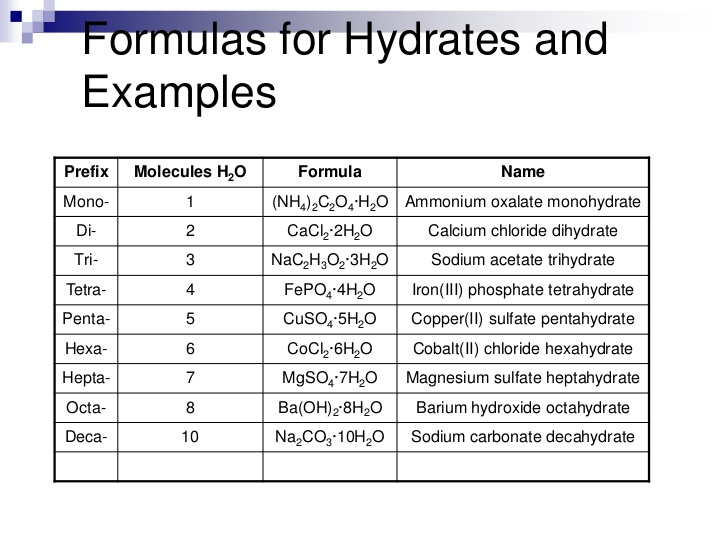 Formulas for Hydrates and
Examples
Prefix Molecules H₂O Formula Name
Mono- 1 (NH₄)₂C₂O₄·H₂O Ammonium oxalate monohydrate
Di- 2 CaCl₂·2H₂O Calcium chloride dihydrate
Tri- 3 NaC₂H₃O₂·3H₂O Sodium acetate trihydrate
Tetra- 4 FePO₄·4H₂O Iron(III) phosphate tetrahydrate
Penta- 5 CuSO₄·5H₂O Copper(II) sulfate pentahydrate
Hexa- 6 CoCl₂·6H₂O Cobalt(II) chloride hexahydrate
Hepta- 7 MgSO₄·7H₂O Magnesium sulfate heptahydrate
Octa- 8 Ba(OH)₂·8H₂O Barium hydroxide octahydrate
Deca- 10 Na₂CO₃·10H₂O Sodium carbonate decahydrate